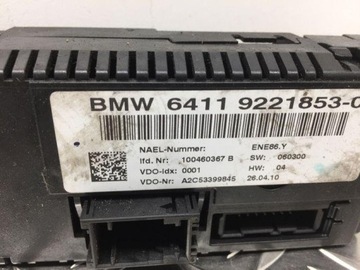 BMW 6411 9221853-0
NAEL-Nummer: ENE86.Y
lfd. Nr: 100460367 B SW: 060300
VDO-Idx: 0001 HW: 04
VDO-Nr: A2C53399845 26.04.10